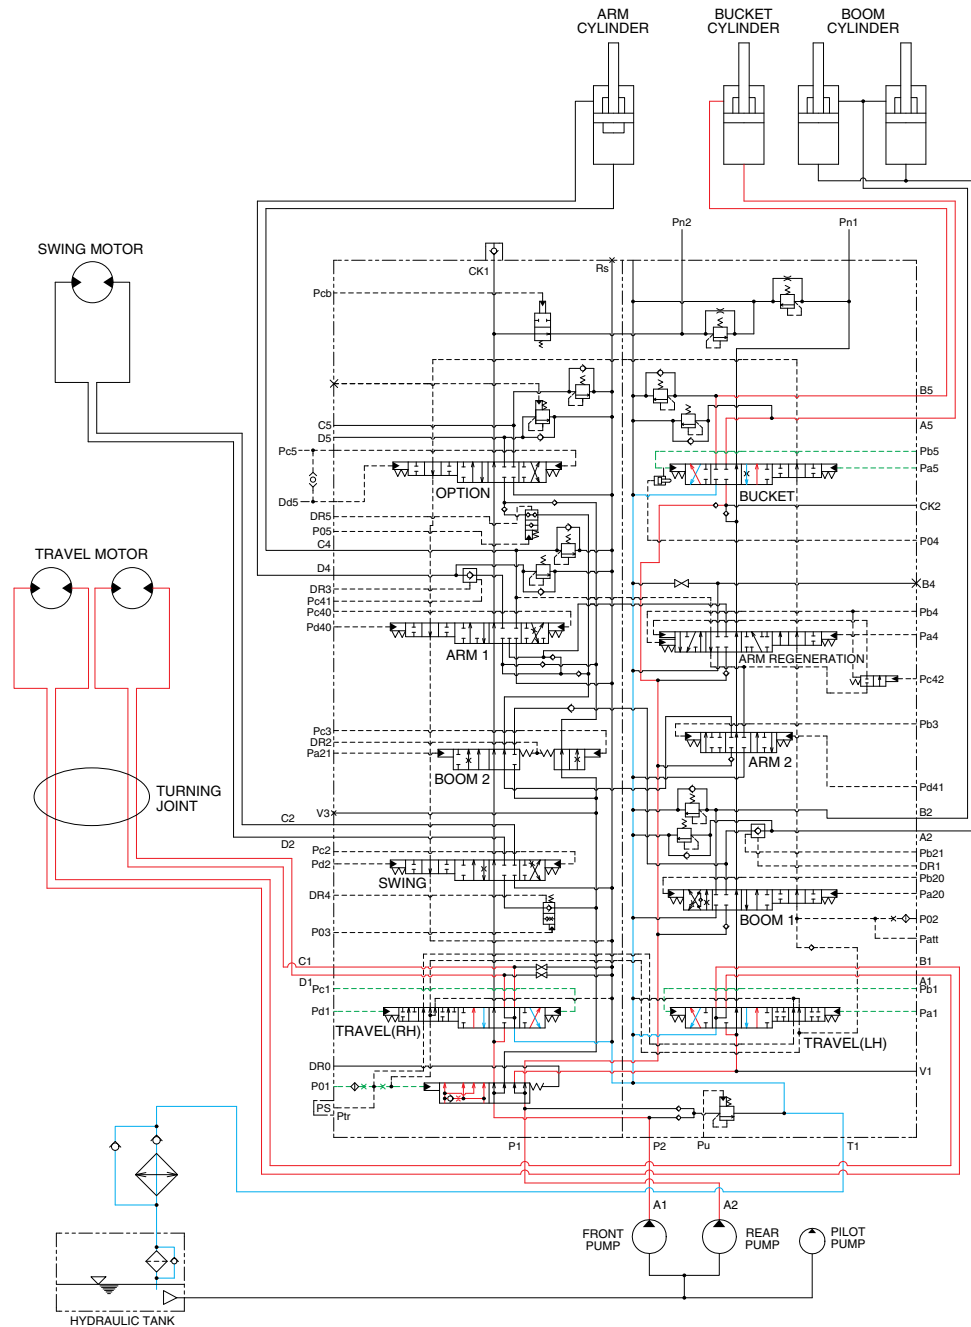 ARM
CYLINDER
BUCKET
CYLINDER
BOOM
CYLINDER
SWING MOTOR
Pn2
Pn1
CK1
Rs
Pcb
C5
D5
B5
A5
Pc5
Pb5
Pa5
OPTION
BUCKET
Dd5
CK2
DR5
P05
P04
C4
TRAVEL MOTOR
D4
DR3
B4
Pc41
Pc40
Pb4
Pd40
Pa4
ARM 1
ARM REGENERATION
Pc42
Pc3
Pb3
DR2
Pa21
BOOM 2
ARM 2
TURNING
JOINT
Pd41
V3
B2
C2
A2
D2
Pc2
Pb21
Pd2
DR1
SWING
Pb20
DR4
Pa20
BOOM 1
P03
P02
Patt
C1
B1
D1
A1
Pc1
Pb1
Pd1
Pa1
TRAVEL(RH)
TRAVEL(LH)
DR0
V1
P01
PS
Ptr
P1
P2
Pu
T1
A1
A2
FRONT
PUMP
REAR
PUMP
PILOT
PUMP
HYDRAULIC TANK